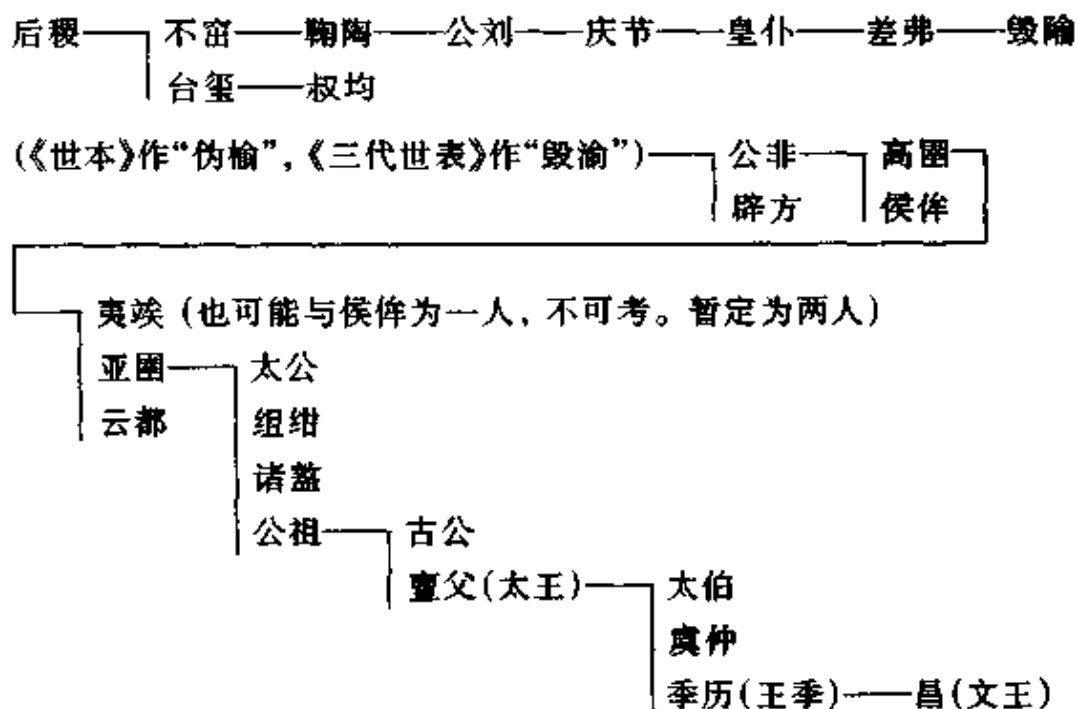 后稷 不窋 鞠陶 公刘 庆节 皇仆 差弗 毁隃
台玺 叔均
(《世本》作“伪榆”,《三代世表》作“毁渝”) 公非 高圉
辟方 侯侔
夷竢 (也可能与侯侔为一人, 不可考。暂定为两人)
亚圉 太公
云都 组绀
诸盩
公祖 古公
亶父(太王) 太伯
虞仲
季历(王季) 昌(文王)